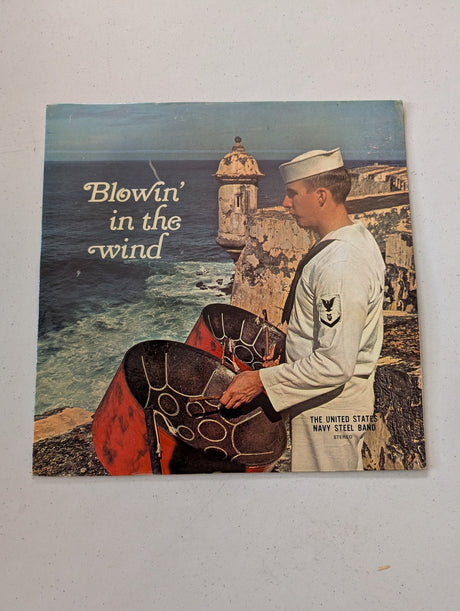 Blowin'
in the
wind
THE UNITED STATES
NAVY STEEL BAND
STEREO